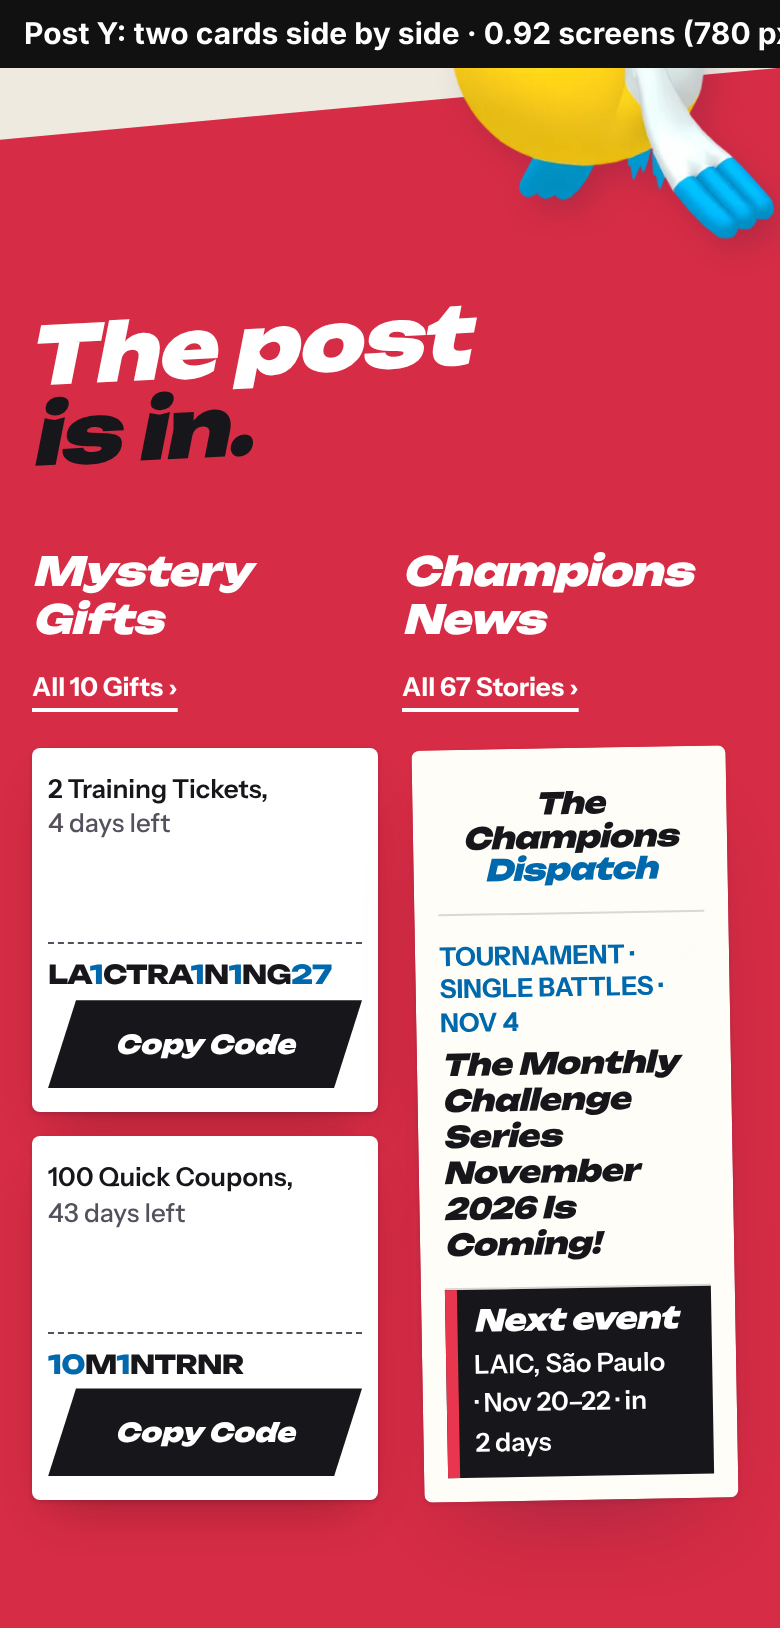 Post Y: two cards side by side · 0.92 screens (780 p
The post
is in.
Mystery
Gifts
All 10 Gifts ›
2 Training Tickets,
4 days left
LA1CTRA1N1NG27
Copy Code
100 Quick Coupons,
43 days left
10M1NTRNR
Copy Code
Champions
News
All 67 Stories ›
The
Champions
Dispatch
TOURNAMENT ·
SINGLE BATTLES ·
NOV 4
The Monthly
Challenge
Series
November
2026 Is
Coming!
Next event
LAIC, São Paulo
· Nov 20–22 · in
2 days